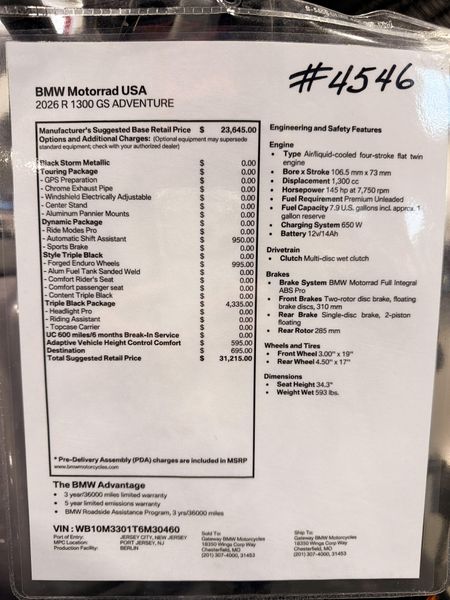 #4546
BMW Motorrad USA
2026 R 1300 GS ADVENTURE
Manufacturer's Suggested Base Retail Price $ 23,645.00
Options and Additional Charges: (Optional equipment may supersede
standard equipment; check with your authorized dealer)
Black Storm Metallic $ 0.00
Touring Package $ 0.00
- GPS Preparation $ 0.00
- Chrome Exhaust Pipe $ 0.00
- Windshield Electrically Adjustable $ 0.00
- Center Stand $ 0.00
- Aluminum Pannier Mounts $ 0.00
Dynamic Package $ 0.00
- Ride Modes Pro $ 0.00
- Automatic Shift Assistant $ 950.00
- Sports Brake $ 0.00
Style Triple Black $ 0.00
- Forged Enduro Wheels $ 995.00
- Alum Fuel Tank Sanded Weld $ 0.00
- Comfort Rider's Seat $ 0.00
- Comfort passenger seat $ 0.00
- Content Triple Black $ 0.00
Triple Black Package $ 4,335.00
- Headlight Pro $ 0.00
- Riding Assistant $ 0.00
- Topcase Carrier $ 0.00
UC 600 miles/6 months Break-In Service $ 0.00
Adaptive Vehicle Height Control Comfort $ 595.00
Destination $ 695.00
Total Suggested Retail Price $ 31,215.00
* Pre-Delivery Assembly (PDA) charges are included in MSRP
www.bmwmotorcycles.com
Engineering and Safety Features
Engine
• Type Air/liquid-cooled four-stroke flat twin
engine
• Bore x Stroke 106.5 mm x 73 mm
• Displacement 1,300 cc
• Horsepower 145 hp at 7,750 rpm
• Fuel Requirement Premium Unleaded
• Fuel Capacity 7.9 U.S. gallons incl. approx. 1
gallon reserve
• Charging System 650 W
• Battery 12v/14Ah
Drivetrain
• Clutch Multi-disc wet clutch
Brakes
• Brake System BMW Motorrad Full Integral
ABS Pro
• Front Brakes Two-rotor disc brake, floating
brake discs, 310 mm
• Rear Brake Single-disc brake, 2-piston
floating
• Rear Rotor 285 mm
Wheels and Tires
• Front Wheel 3.00" x 19"
• Rear Wheel 4.50" x 17"
Dimensions
• Seat Height 34.3"
• Weight Wet 593 lbs.
The BMW Advantage
• 3 year/36000 miles limited warranty
• 5 year limited emissions warranty
• BMW Roadside Assistance Program, 3 yrs/36000 miles
VIN : WB10M3301T6M30460
Port of Entry: JERSEY CITY, NEW JERSEY
MPC Location: PORT JERSEY, NJ
Production Facility: BERLIN
Sold To:
Gateway BMW Motorcycles
18350 Wings Corp Way
Chesterfield, MO
(201) 307-4000, 31453
Ship To:
Gateway BMW Motorcycles
18350 Wings Corp Way
Chesterfield, MO
(201) 307-4000, 31453